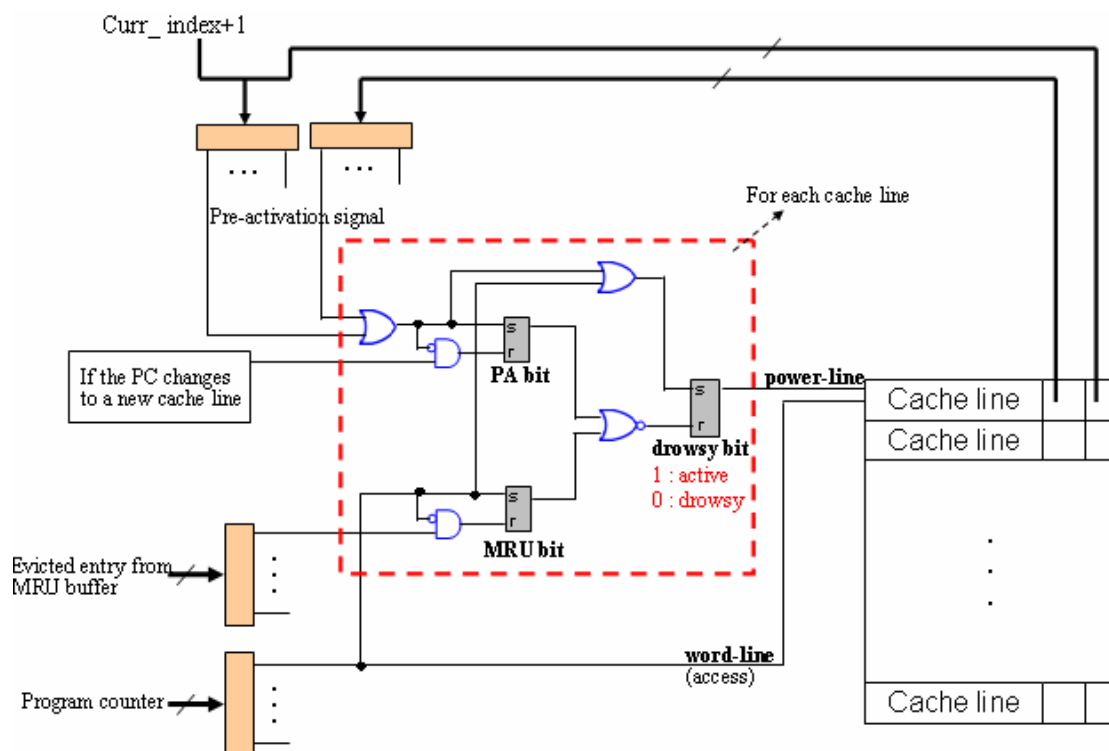 Curr_ index+1
. . .
. . .
Pre-activation signal
For each cache line
If the PC changes
to a new cache line
s
r
PA bit
s
r
drowsy bit
1 : active
0 : drowsy
power-line
Cache line
Cache line
s
r
MRU bit
Evicted entry from
MRU buffer
word-line
(access)
Program counter
Cache line